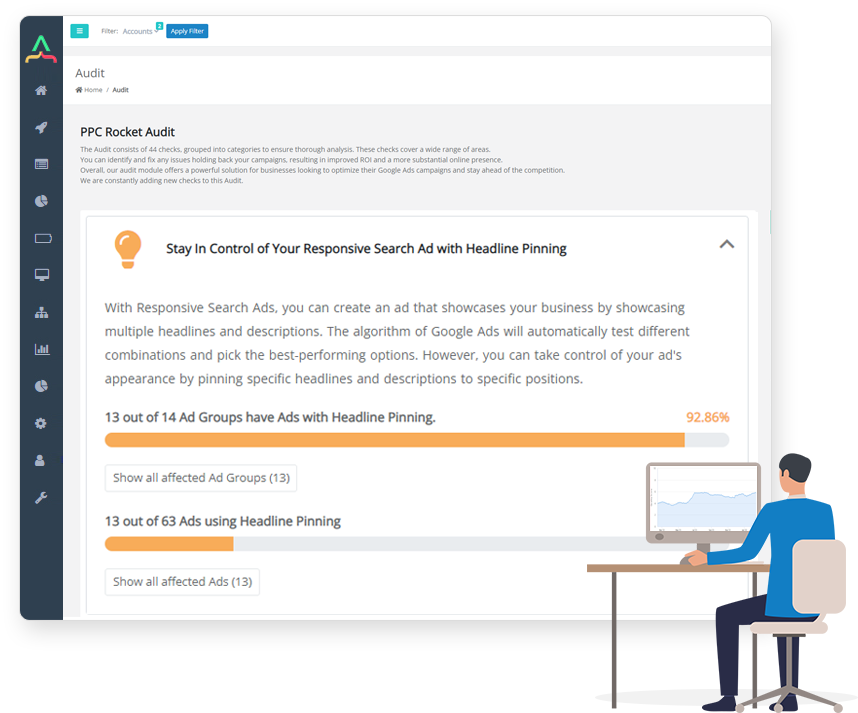 Filter: Accounts 2 Apply Filter
Audit
Home / Audit
PPC Rocket Audit
The Audit consists of 44 checks, grouped into categories to ensure thorough analysis. These checks cover a wide range of areas.
You can identify and fix any issues holding back your campaigns, resulting in improved ROI and a more substantial online presence.
Overall, our audit module offers a powerful solution for businesses looking to optimize their Google Ads campaigns and stay ahead of the competition.
We are constantly adding new checks to this Audit.
Stay In Control of Your Responsive Search Ad with Headline Pinning
With Responsive Search Ads, you can create an ad that showcases your business by showcasing
multiple headlines and descriptions. The algorithm of Google Ads will automatically test different
combinations and pick the best-performing options. However, you can take control of your ad's
appearance by pinning specific headlines and descriptions to specific positions.
13 out of 14 Ad Groups have Ads with Headline Pinning. 92.86%
Show all affected Ad Groups (13)
13 out of 63 Ads using Headline Pinning
Show all affected Ads (13)